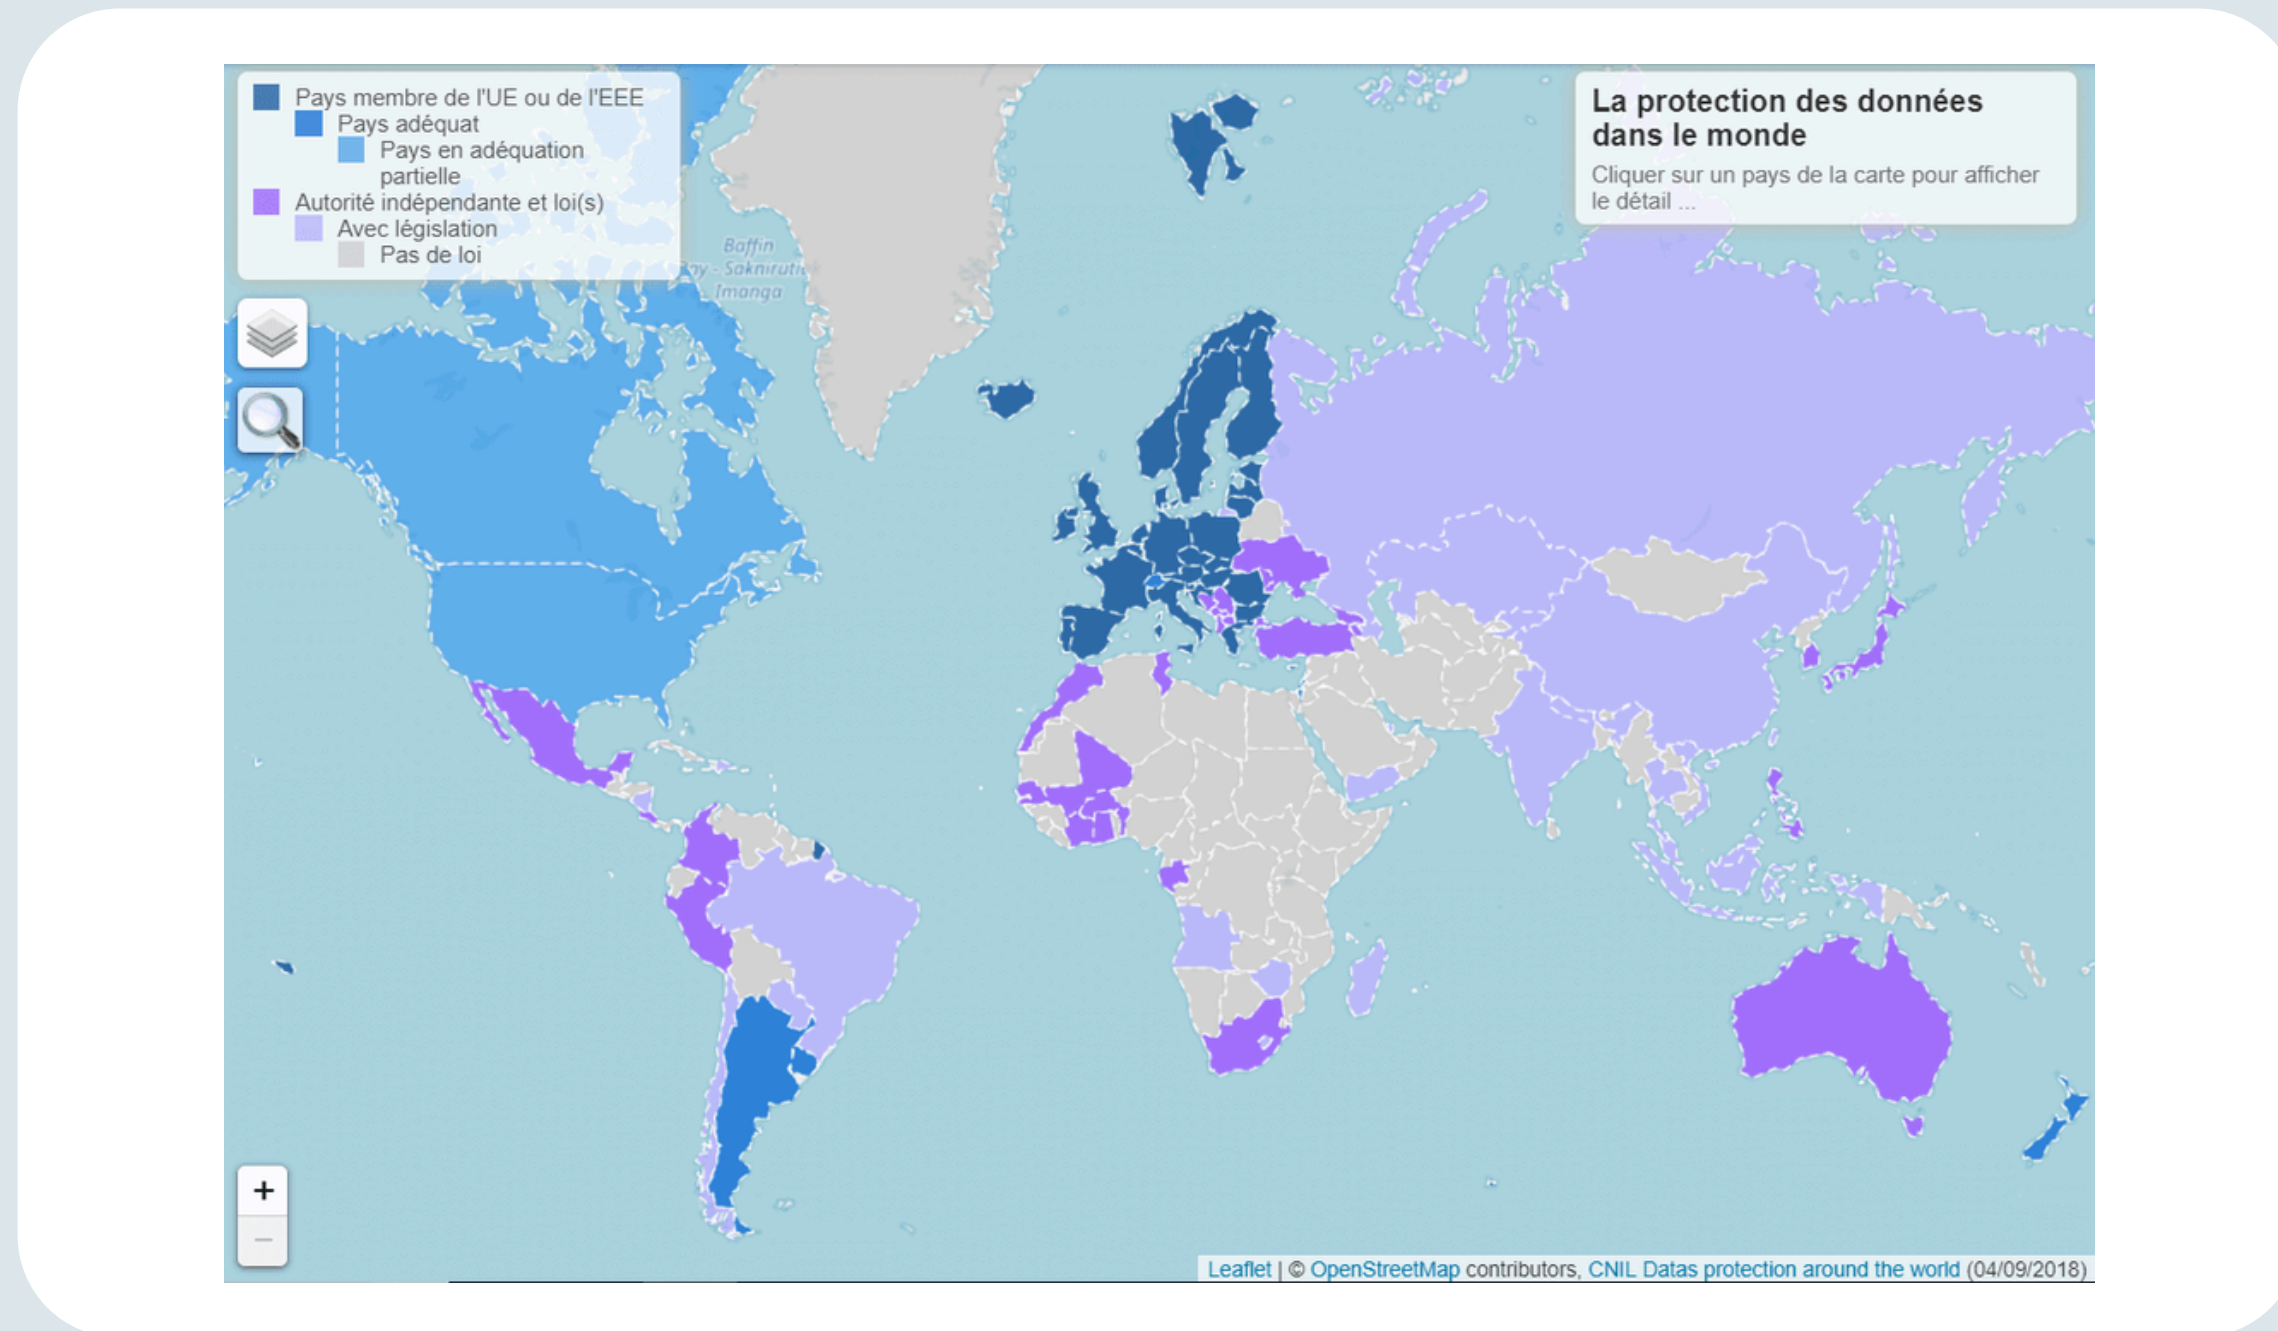 Pays membre de l'UE ou de l'EEE
Pays adéquat
Pays en adéquation
partielle
Autorité indépendante et loi(s)
Avec législation
Pas de loi
La protection des données
dans le monde
Cliquer sur un pays de la carte pour afficher
le détail ...
Baffin
Bay - Saknirutiak
Imanga
+
−
Leaflet | © OpenStreetMap contributors, CNIL Datas protection around the world (04/09/2018)